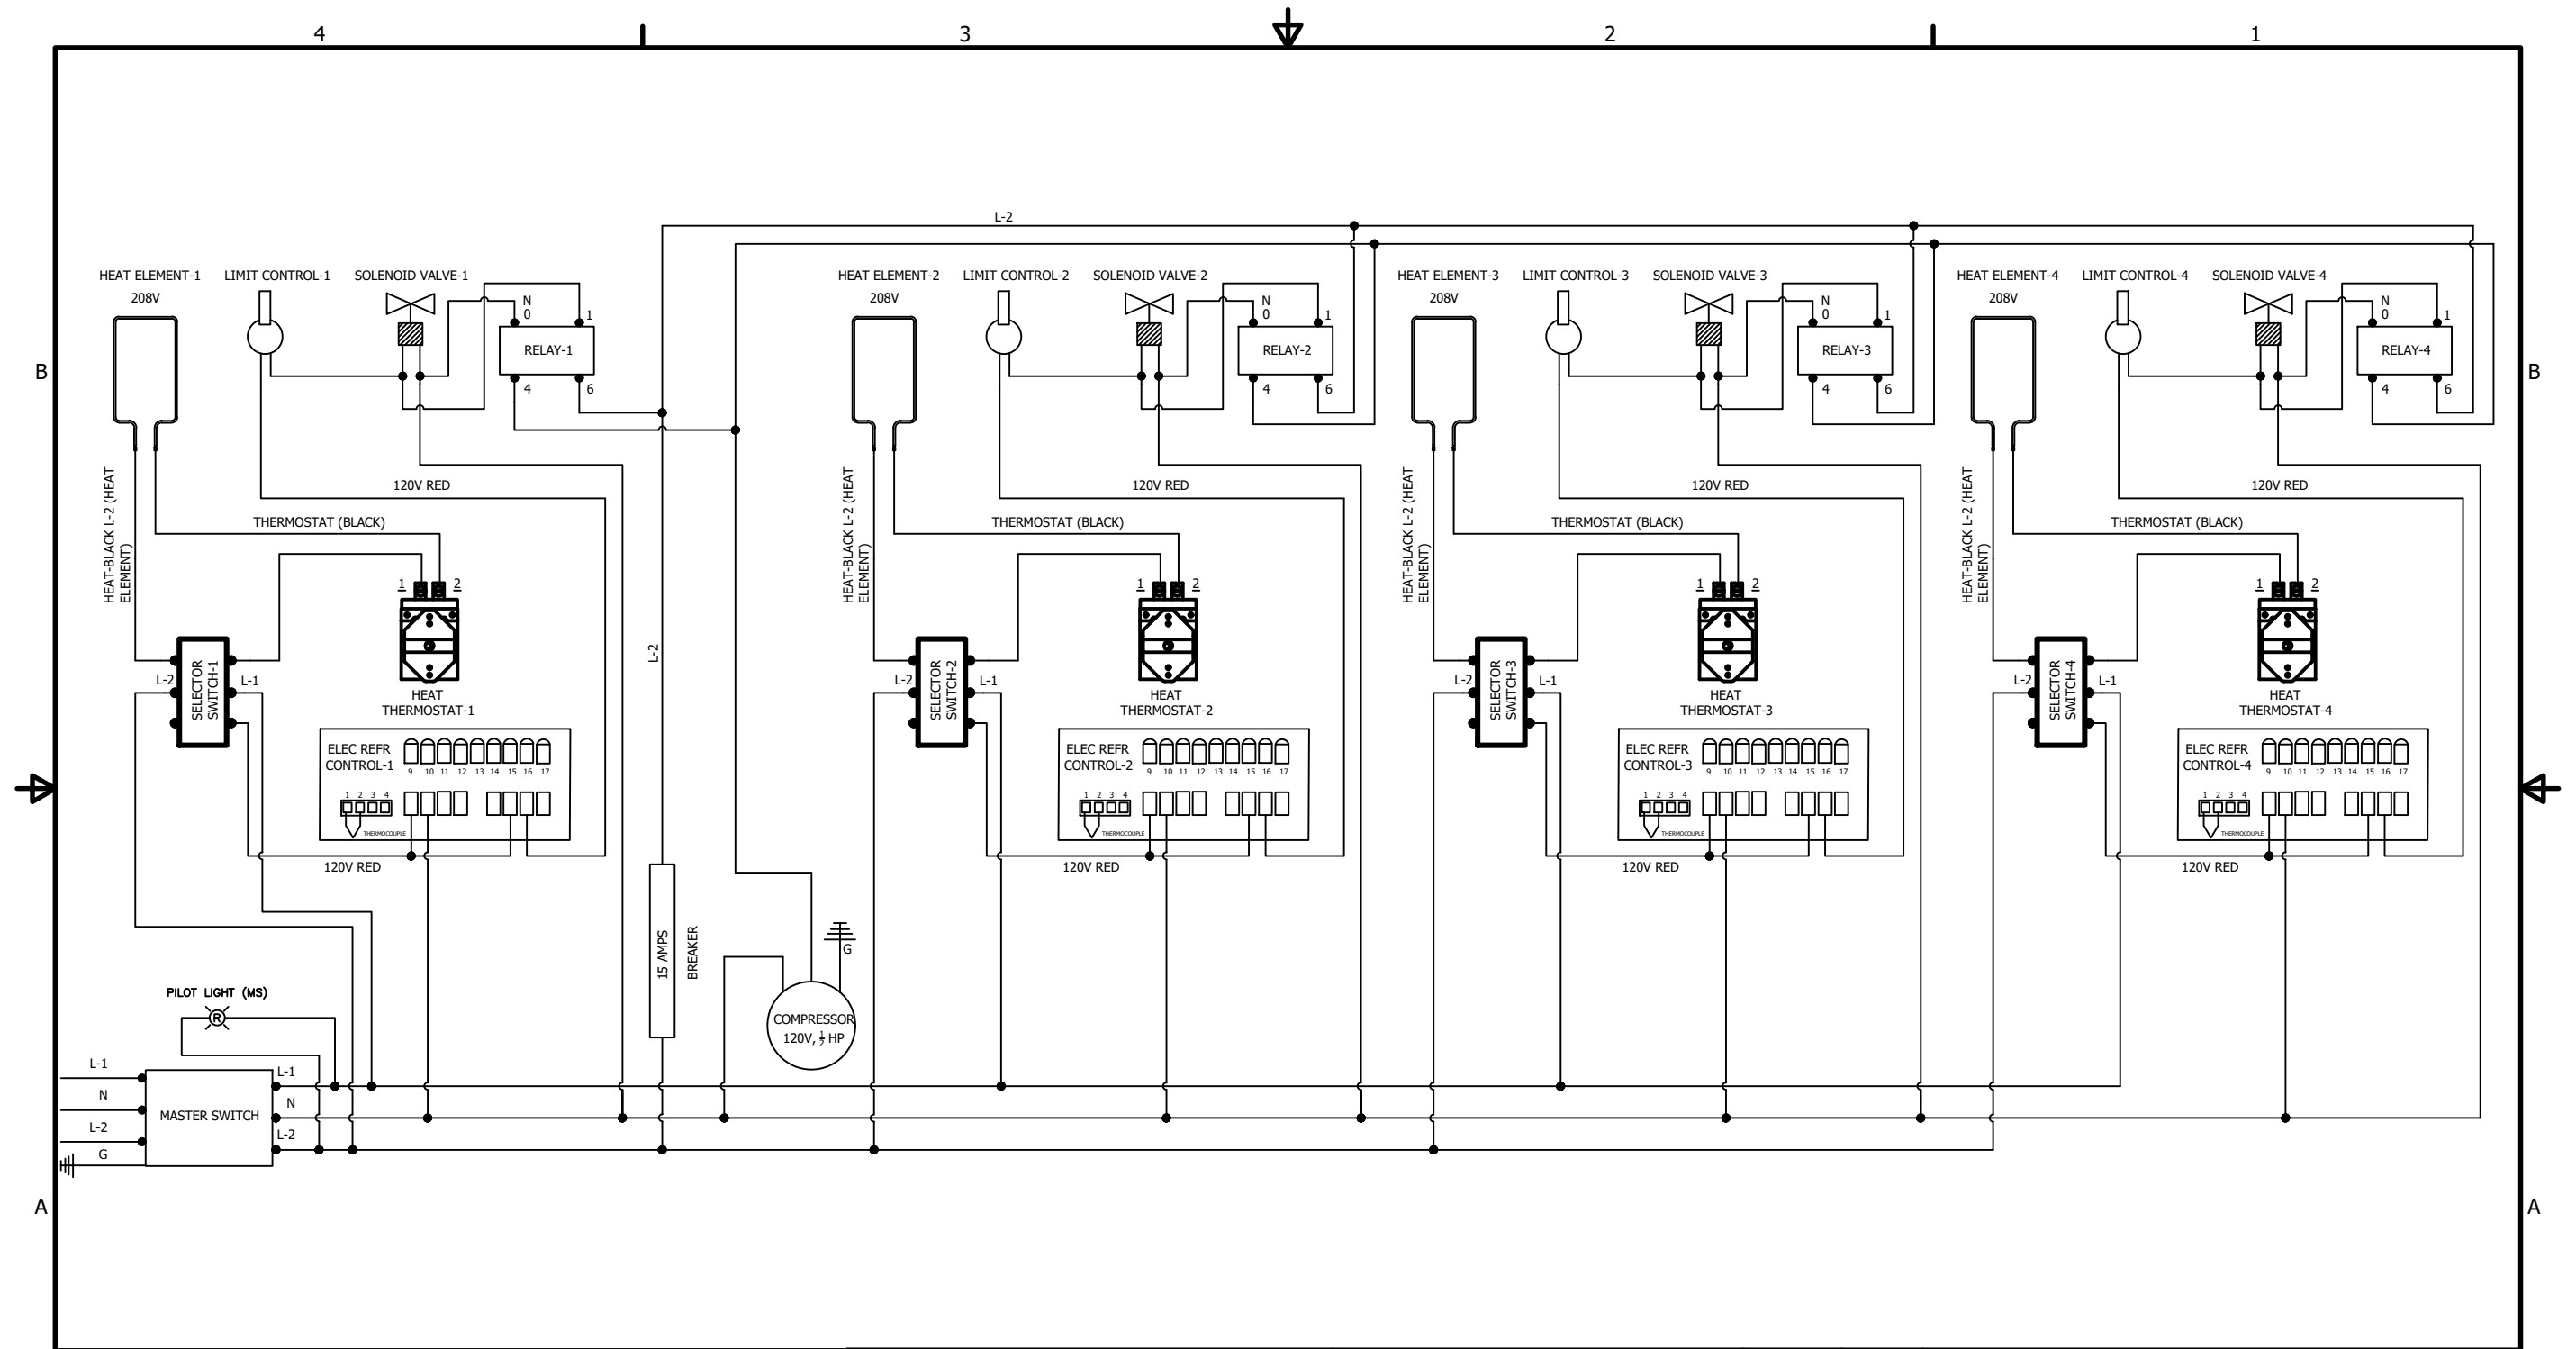 4
3
2
1
L-2
HEAT ELEMENT-1
208V
LIMIT CONTROL-1
SOLENOID VALVE-1
N
0
1
RELAY-1
4
6
HEAT ELEMENT-2
208V
LIMIT CONTROL-2
SOLENOID VALVE-2
N
0
1
RELAY-2
4
6
HEAT ELEMENT-3
208V
LIMIT CONTROL-3
SOLENOID VALVE-3
N
0
1
RELAY-3
4
6
HEAT ELEMENT-4
208V
LIMIT CONTROL-4
SOLENOID VALVE-4
N
0
1
RELAY-4
4
6
B
B
120V RED
THERMOSTAT (BLACK)
HEAT-BLACK L-2 (HEAT
ELEMENT)
1
2
SELECTOR
SWITCH-1
L-2
L-1
HEAT
THERMOSTAT-1
ELEC REFR
CONTROL-1
9 10 11 12 13 14 15 16 17
1 2 3 4
THERMOCOUPLE
120V RED
L-2
120V RED
THERMOSTAT (BLACK)
HEAT-BLACK L-2 (HEAT
ELEMENT)
1
2
SELECTOR
SWITCH-2
L-2
L-1
HEAT
THERMOSTAT-2
ELEC REFR
CONTROL-2
9 10 11 12 13 14 15 16 17
1 2 3 4
THERMOCOUPLE
120V RED
120V RED
THERMOSTAT (BLACK)
HEAT-BLACK L-2 (HEAT
ELEMENT)
1
2
SELECTOR
SWITCH-3
L-2
L-1
HEAT
THERMOSTAT-3
ELEC REFR
CONTROL-3
9 10 11 12 13 14 15 16 17
1 2 3 4
THERMOCOUPLE
120V RED
120V RED
THERMOSTAT (BLACK)
HEAT-BLACK L-2 (HEAT
ELEMENT)
1
2
SELECTOR
SWITCH-4
L-2
L-1
HEAT
THERMOSTAT-4
ELEC REFR
CONTROL-4
9 10 11 12 13 14 15 16 17
1 2 3 4
THERMOCOUPLE
120V RED
15 AMPS
BREAKER
G
COMPRESSOR
120V, 1/2 HP
PILOT LIGHT (MS)
R
L-1
N
L-2
G
MASTER SWITCH
L-1
N
L-2
A
A